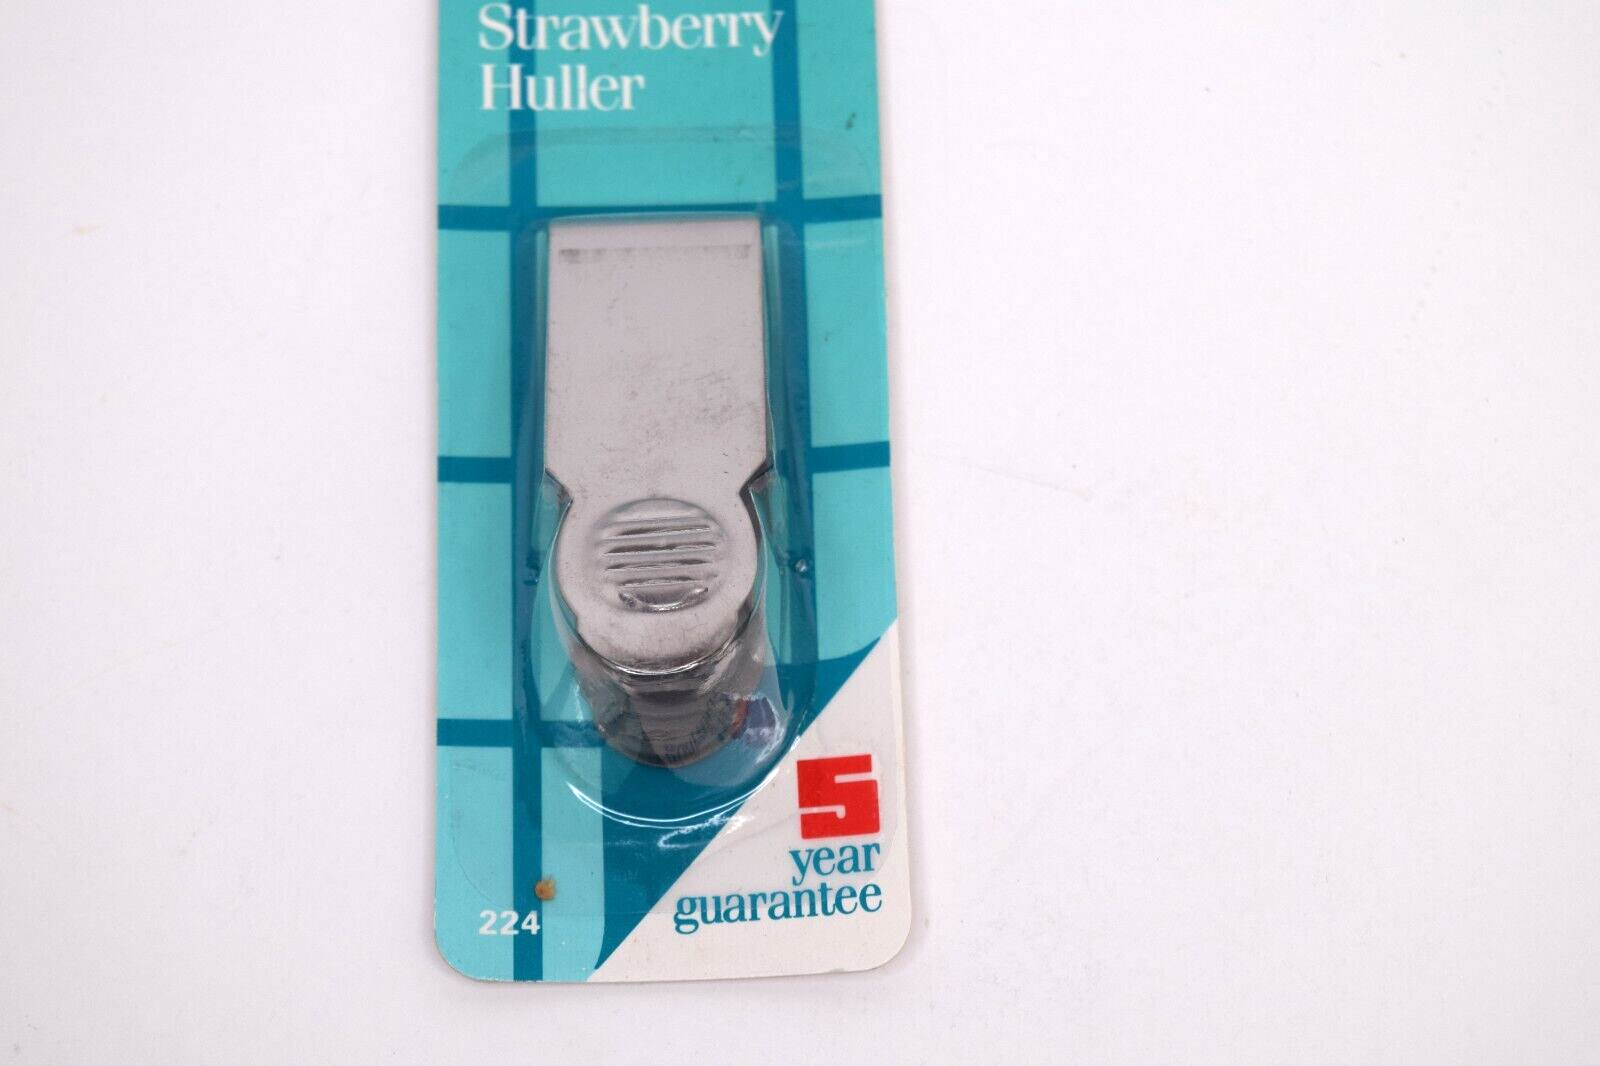 Strawberry
Huller
5
year
guarantee
224